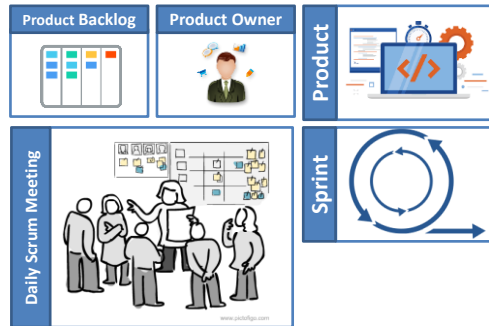 Product Backlog
Product Owner
Product
</>
Daily Scrum Meeting
Sprint
www.pictofigo.com